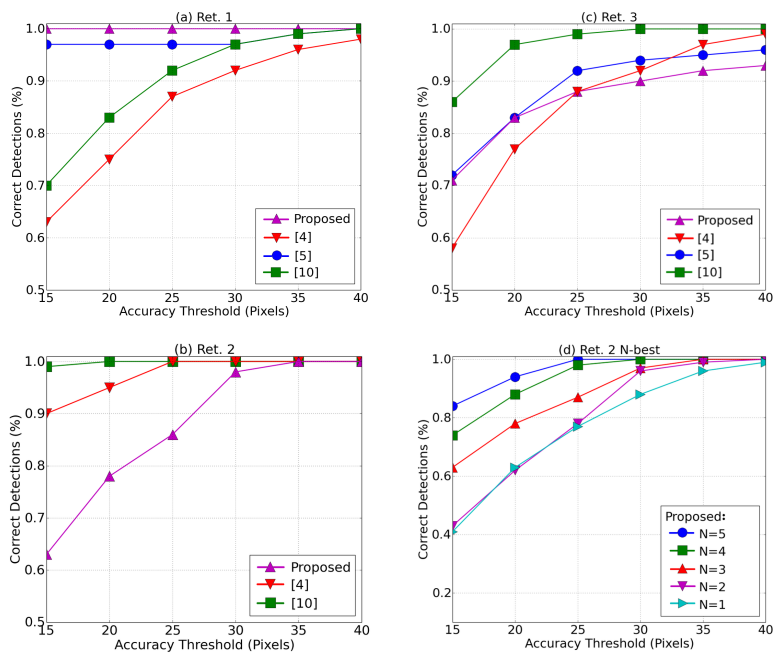 (a) Ret. 1
1.0
0.9
0.8
0.7
0.6
0.5
Correct Detections (%)
15 20 25 30 35 40
Accuracy Threshold (Pixels)
Proposed
[4]
[5]
[10]
(c) Ret. 3
1.0
0.9
0.8
0.7
0.6
0.5
Correct Detections (%)
15 20 25 30 35 40
Accuracy Threshold (Pixels)
Proposed
[4]
[5]
[10]
(b) Ret. 2
1.0
0.9
0.8
0.7
0.6
0.5
Correct Detections (%)
15 20 25 30 35 40
Accuracy Threshold (Pixels)
Proposed
[4]
[10]
(d) Ret. 2 N-best
1.0
0.8
0.6
0.4
0.2
Correct Detections (%)
15 20 25 30 35 40
Accuracy Threshold (Pixels)
Proposed:
N=5
N=4
N=3
N=2
N=1